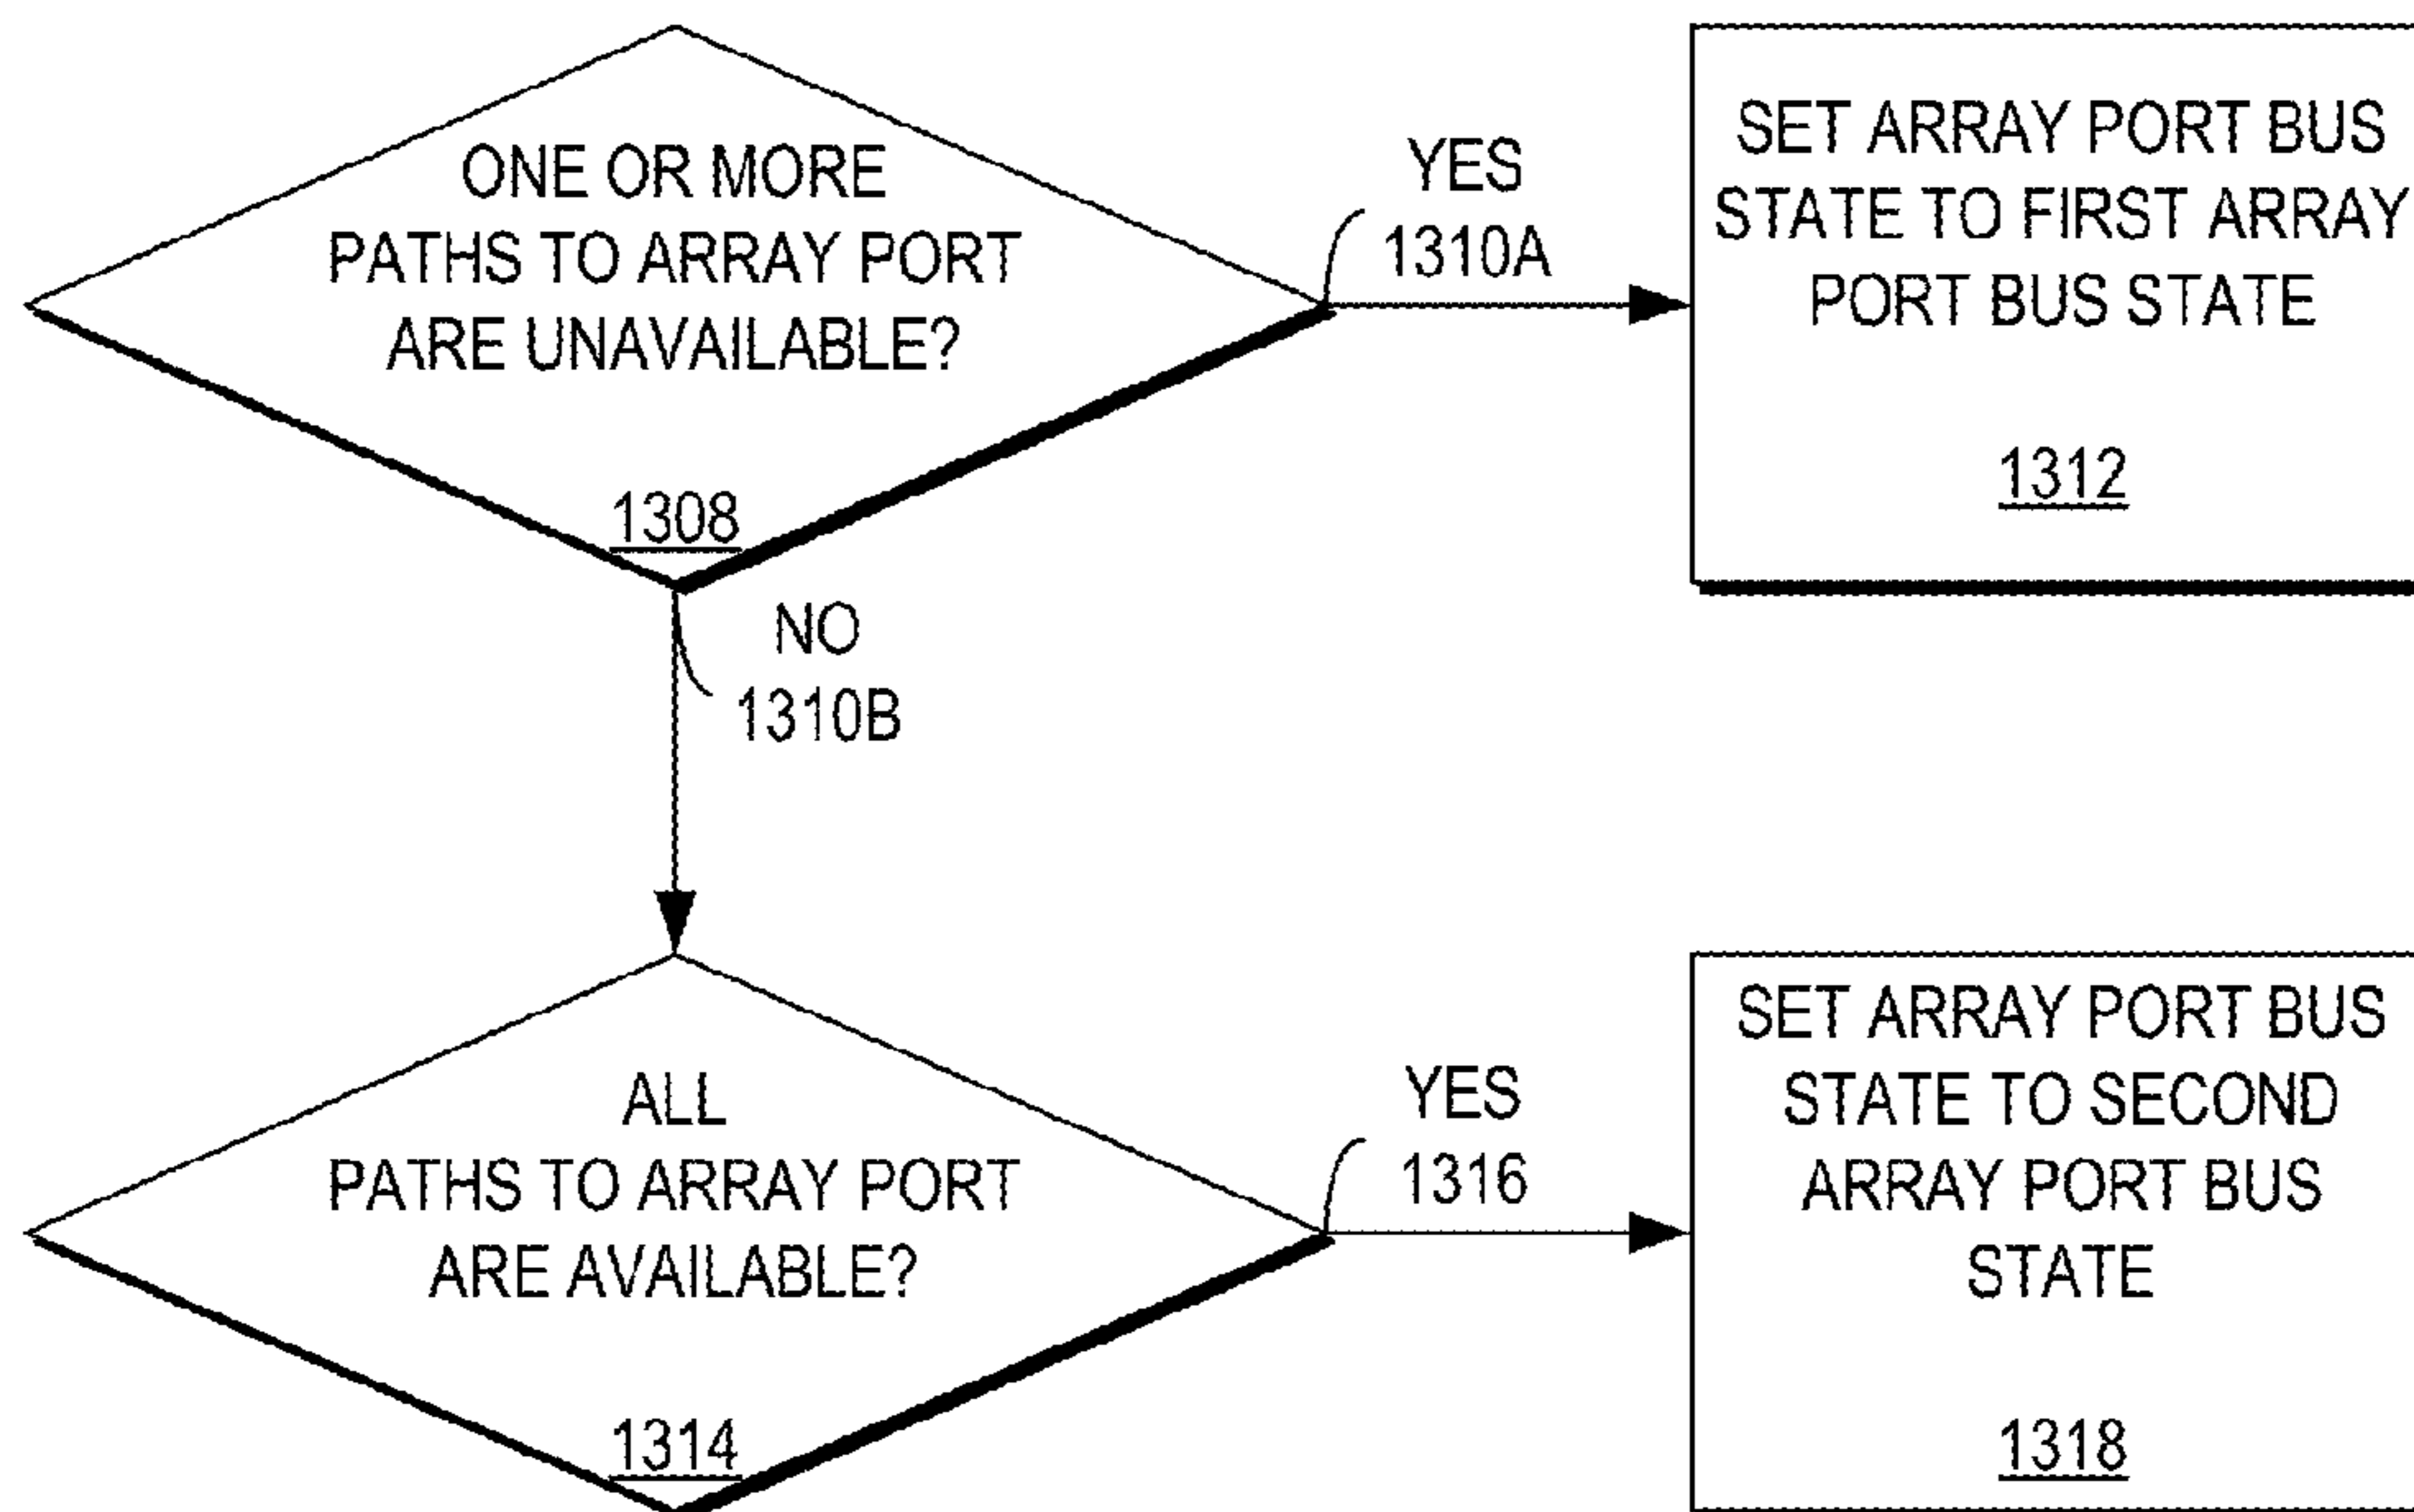 ONE OR MORE
PATHS TO ARRAY PORT
ARE UNAVAILABLE?
1308
YES
1310A
SET ARRAY PORT BUS
STATE TO FIRST ARRAY
PORT BUS STATE
1312
NO
1310B
ALL
PATHS TO ARRAY PORT
ARE AVAILABLE?
1314
YES
1316
SET ARRAY PORT BUS
STATE TO SECOND
ARRAY PORT BUS
STATE
1318